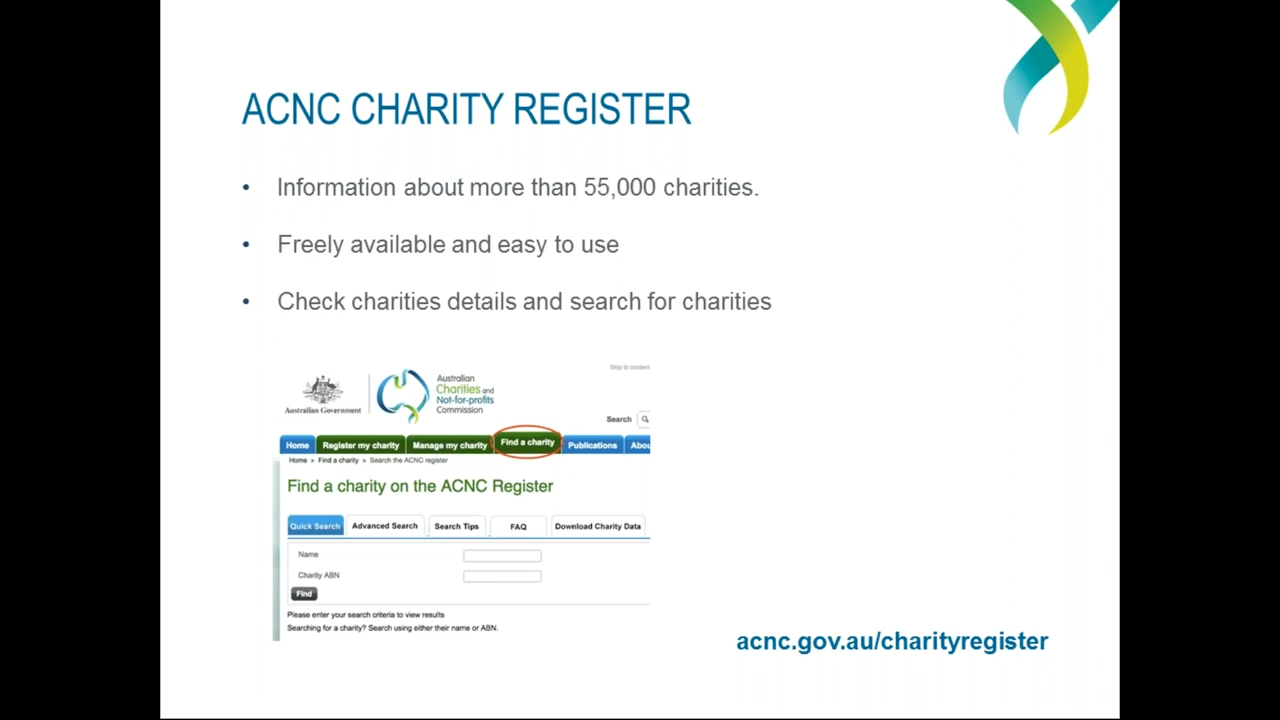 ACNC CHARITY REGISTER
• Information about more than 55,000 charities.
• Freely available and easy to use
• Check charities details and search for charities
Skip to content
Australian Government
Australian
Charities and
Not-for-profits
Commission
Search
Home Register my charity Manage my charity Find a charity Publications Abou
Home > Find a charity > Search the ACNC register
Find a charity on the ACNC Register
Quick Search Advanced Search Search Tips FAQ Download Charity Data
Name
Charity ABN
Find
Please enter your search criteria to view results
Searching for a charity? Search using either their name or ABN.
acnc.gov.au/charityregister